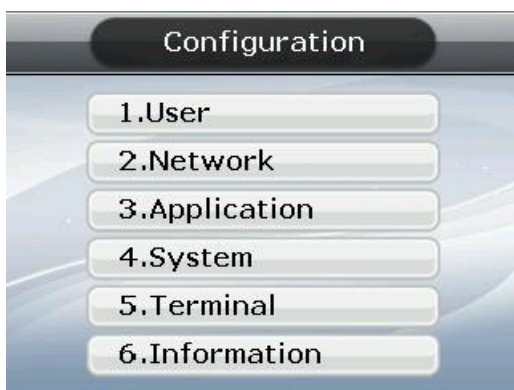 Configuration
1.User
2.Network
3.Application
4.System
5.Terminal
6.Information